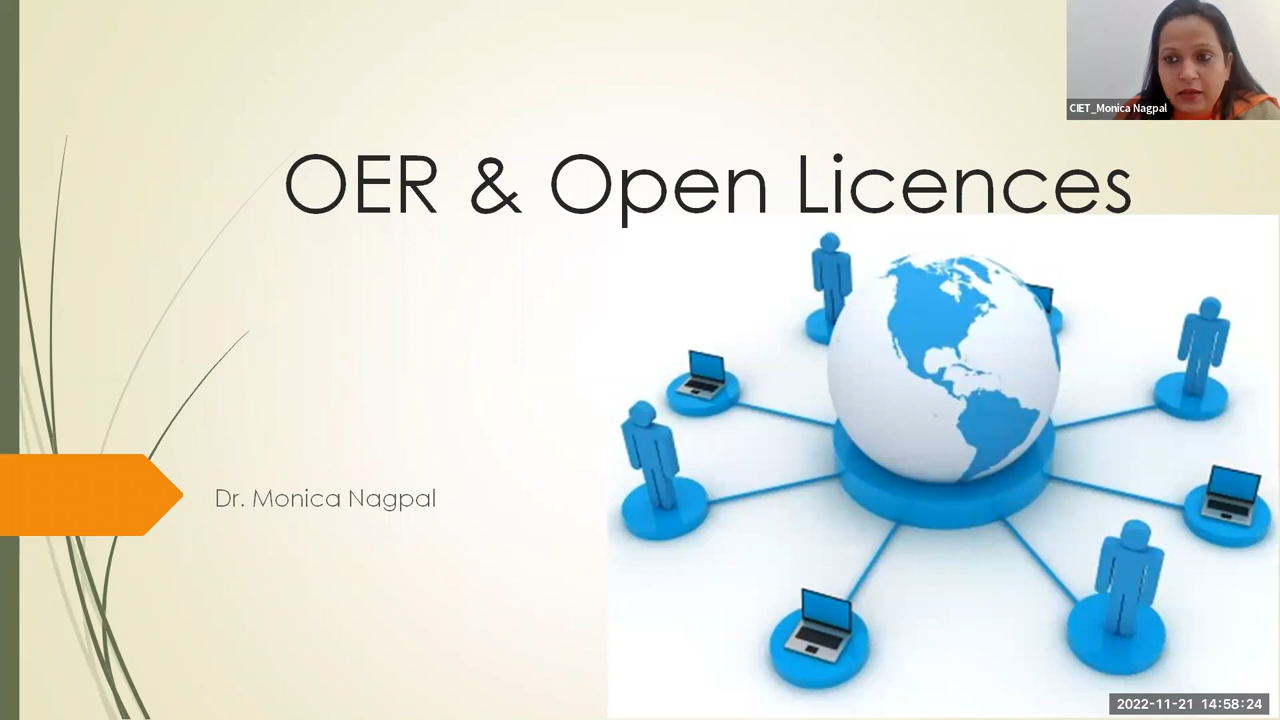 CIET_Monica Nagpal
OER & Open Licences
Dr. Monica Nagpal
2022-11-21 14:58:24